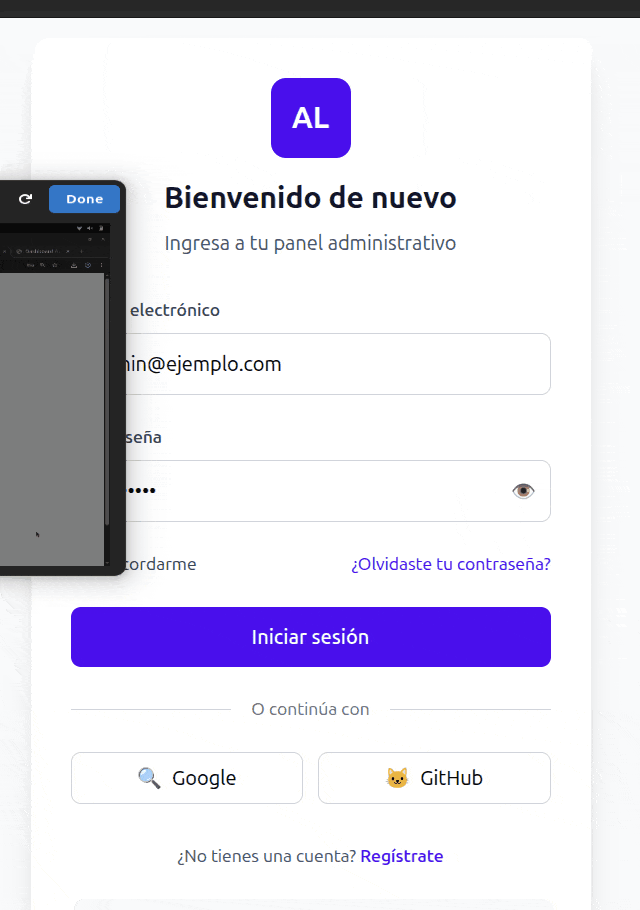 AL
Done
Bienvenido de nuevo
Ingresa a tu panel administrativo
electrónico
in@ejemplo.com
seña
•••••
cordarme
¿Olvidaste tu contraseña?
Iniciar sesión
O continúa con
Google
GitHub
¿No tienes una cuenta? Regístrate